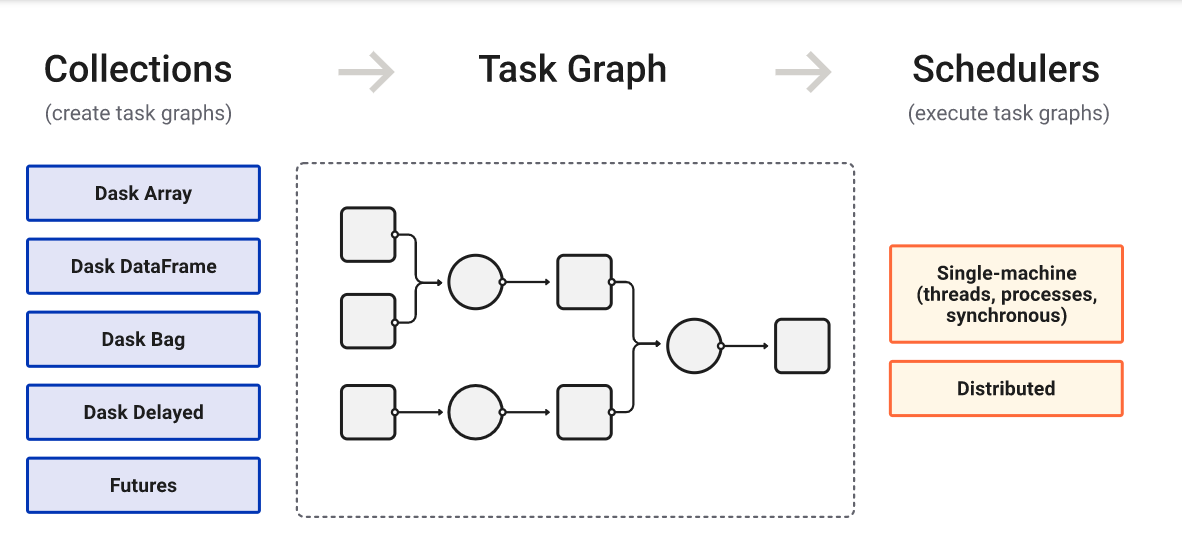 Collections
Task Graph
Schedulers
(create task graphs)
(execute task graphs)
Dask Array
Dask DataFrame
Dask Bag
Dask Delayed
Futures
Single-machine
(threads, processes,
synchronous)
Distributed